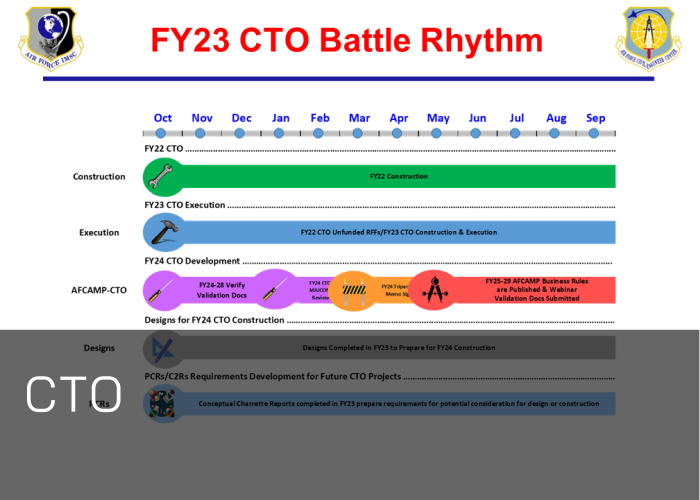 FY23 CTO Battle Rhythm
AIR FORCE IMSC
AIR FORCE CIVIL ENGINEER CENTER
Oct Nov Dec Jan Feb Mar Apr May Jun Jul Aug Sep
FY22 CTO
Construction
FY22 Construction
FY23 CTO Execution
Execution
FY22 CTO Unfunded RFFs/FY23 CTO Construction & Execution
FY24 CTO Development
AFCAMP-CTO
FY24-28 Verify
Validation Docs
FY24 CTO
MAJCOM
Review
FY24 Tripar
Memo Sig
FY25-29 AFCAMP Business Rules
are Published & Webinar
Validation Docs Submitted
Designs for FY24 CTO Construction
Designs
Designs Completed in FY23 to Prepare for FY24 Construction
PCRs/C2Rs Requirements Development for Future CTO Projects
CTO
PCRs
Conceptual Charrette Reports completed in FY23 prepare requirements for potential consideration for design or construction